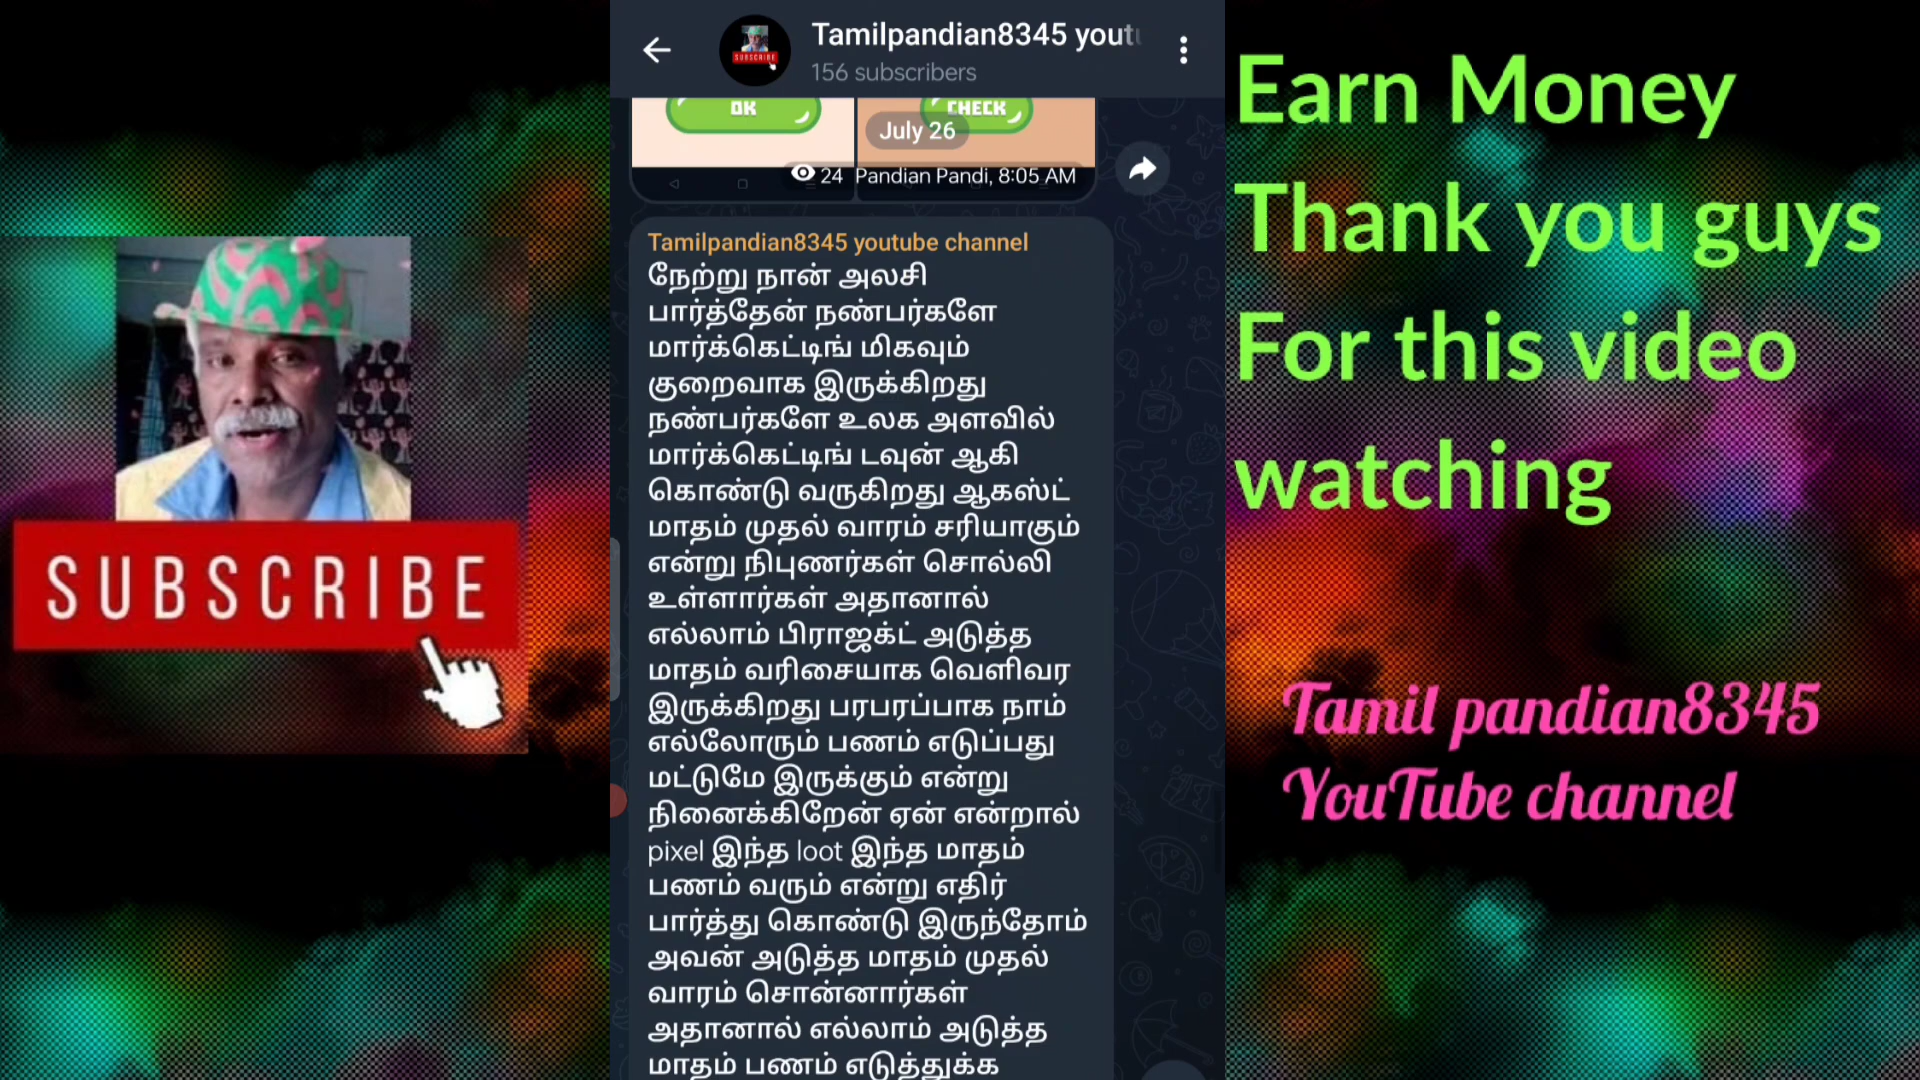 SUBSCRIBE
Tamilpandian8345 yout
156 subscribers
SUBSCRIBE
OK
CHECK
July 26
24 Pandian Pandi, 8:05 AM
Tamilpandian8345 youtube channel
நேற்று நான் அலசி
பார்த்தேன் நண்பர்களே
மார்க்கெட்டிங் மிகவும்
குறைவாக இருக்கிறது
நண்பர்களே உலக அளவில்
மார்க்கெட்டிங் டவுன் ஆகி
கொண்டு வருகிறது ஆகஸ்ட்
மாதம் முதல் வாரம் சரியாகும்
என்று நிபுணர்கள் சொல்லி
உள்ளார்கள் அதானால்
எல்லாம் பிராஜக்ட் அடுத்த
மாதம் வரிசையாக வெளிவர
இருக்கிறது பரபரப்பாக நாம்
எல்லோரும் பணம் எடுப்பது
மட்டுமே இருக்கும் என்று
நினைக்கிறேன் ஏன் என்றால்
pixel இந்த loot இந்த மாதம்
பணம் வரும் என்று எதிர்
பார்த்து கொண்டு இருந்தோம்
அவன் அடுத்த மாதம் முதல்
வாரம் சொன்னார்கள்
அதானால் எல்லாம் அடுத்த
மாதம் பணம் எடுத்துக்க
Earn Money
Thank you guys
For this video
watching
Tamil pandian8345
YouTube channel